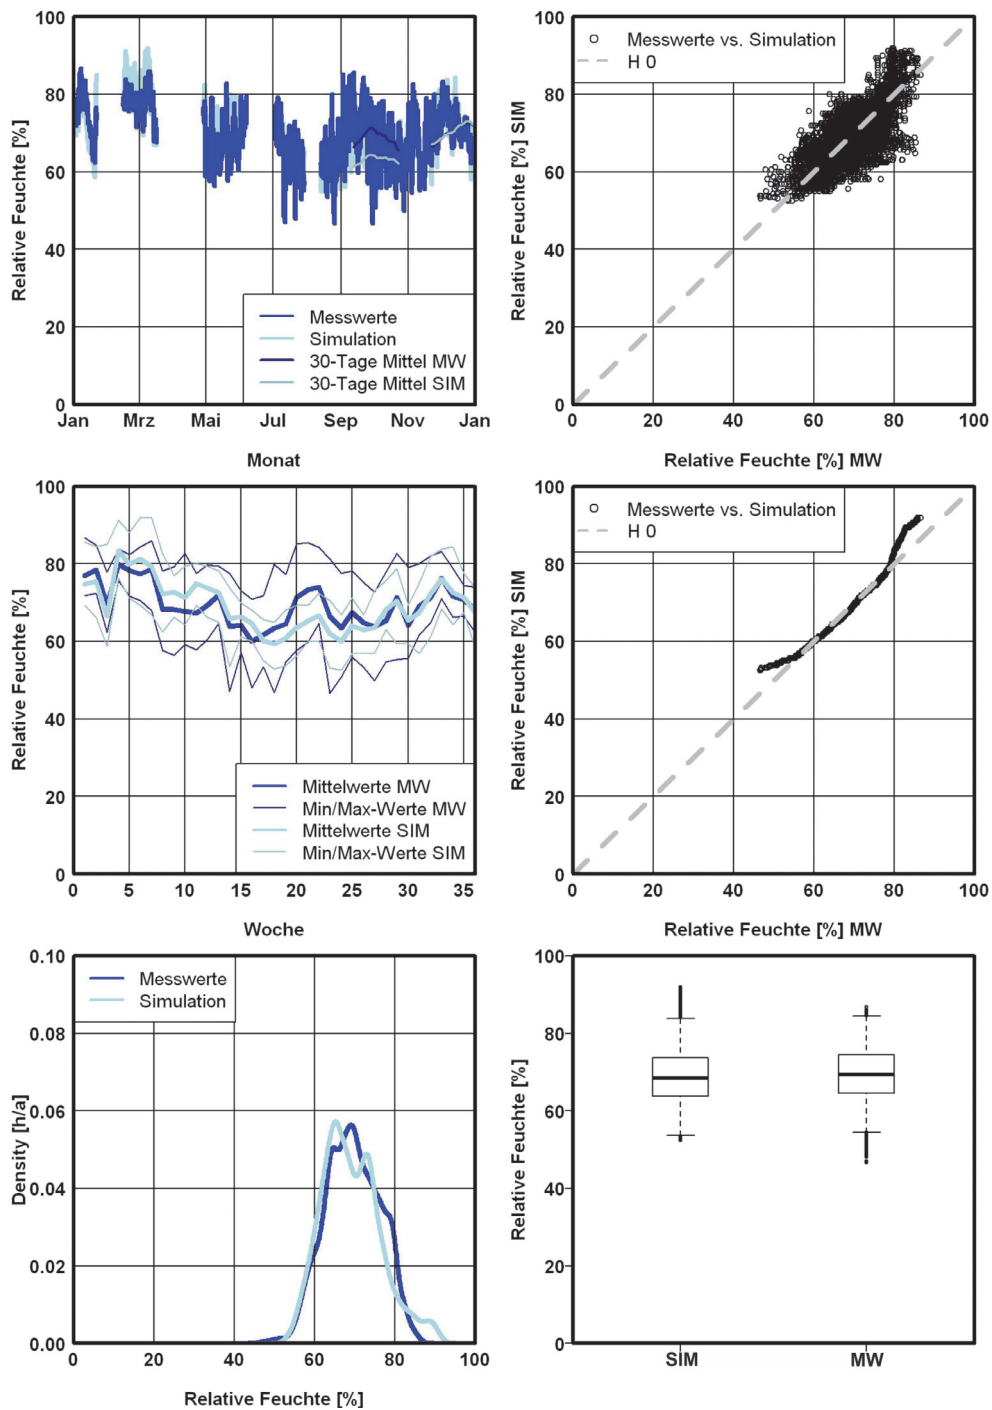 100
80
60
40
20
0
Relative Feuchte [%]
Messwerte
Simulation
30-Tage Mittel MW
30-Tage Mittel SIM
Jan
Mrz
Mai
Jul
Sep
Nov
Jan
Monat
100
80
60
40
20
0
Relative Feuchte [%] SIM
Messwerte vs. Simulation
H 0
0
20
40
60
80
100
Relative Feuchte [%] MW
100
80
60
40
20
0
Relative Feuchte [%]
Mittelwerte MW
Min/Max-Werte MW
Mittelwerte SIM
Min/Max-Werte SIM
0
5
10
15
20
25
30
35
Woche
100
80
60
40
20
0
Relative Feuchte [%] SIM
Messwerte vs. Simulation
H 0
0
20
40
60
80
100
Relative Feuchte [%] MW
0.10
0.08
0.06
0.04
0.02
0.00
Density [h/a]
Messwerte
Simulation
0
20
40
60
80
100
Relative Feuchte [%]
100
80
60
40
20
0
Relative Feuchte [%]
SIM
MW